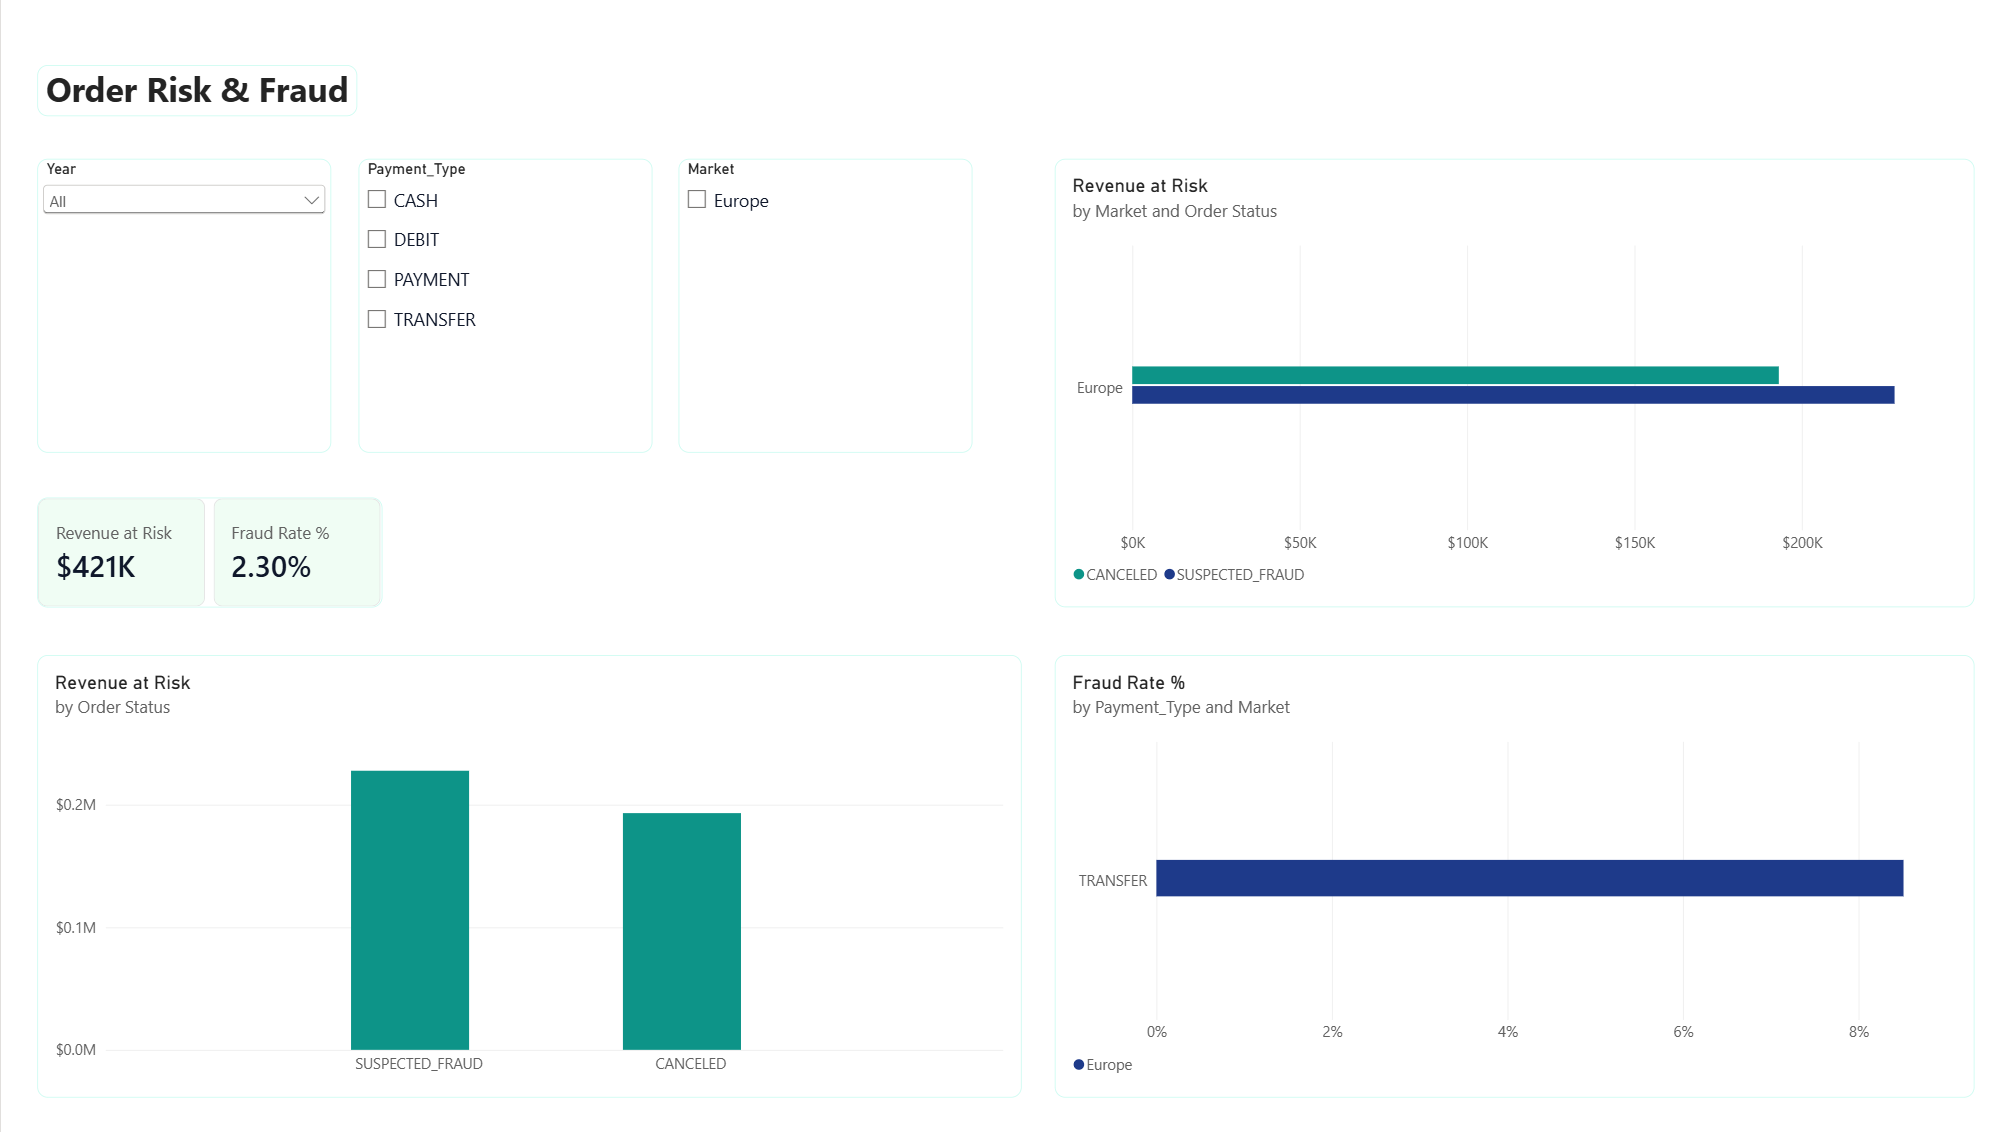 Order Risk & Fraud
Year
All
Payment_Type
CASH
DEBIT
PAYMENT
TRANSFER
Market
Europe
Revenue at Risk
$421K
Fraud Rate %
2.30%
Revenue at Risk
by Market and Order Status
Europe
$0K $50K $100K $150K $200K
CANCELED SUSPECTED_FRAUD
Revenue at Risk
by Order Status
$0.2M
$0.1M
$0.0M
SUSPECTED_FRAUD CANCELED
Fraud Rate %
by Payment_Type and Market
TRANSFER
0% 2% 4% 6% 8%
Europe